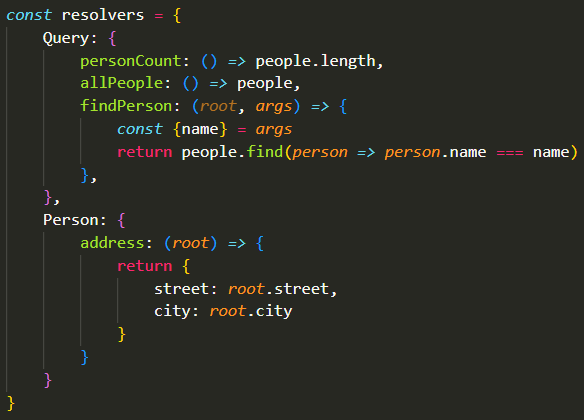 const resolvers = {
    Query: {
        personCount: () => people.length,
        allPeople: () => people,
        findPerson: (root, args) => {
            const {name} = args
            return people.find(person => person.name === name)
        },
    },
    Person: {
        address: (root) => {
            return {
                street: root.street,
                city: root.city
            }
        }
    }
}